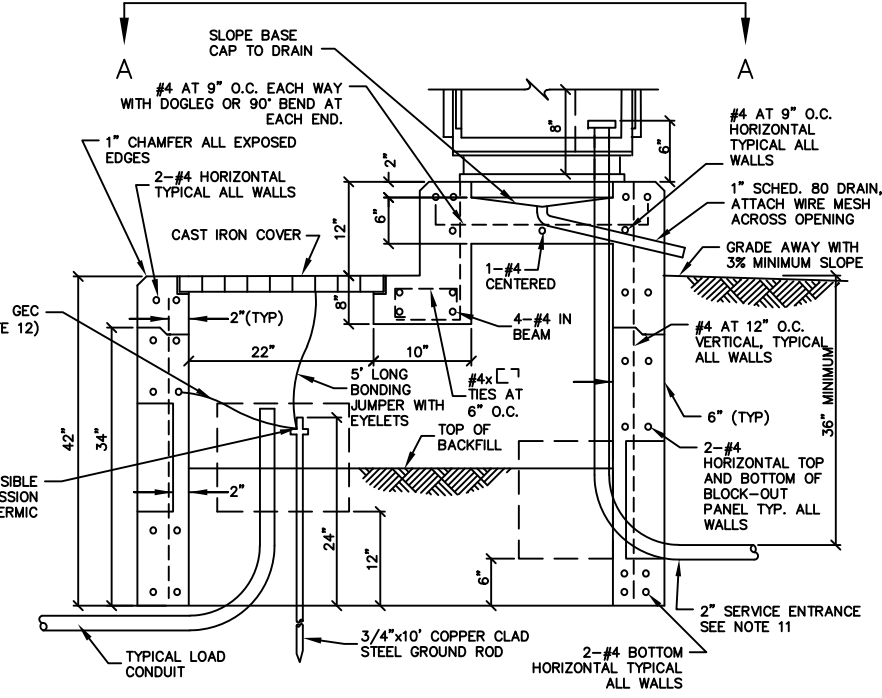 A
A
SLOPE BASE
CAP TO DRAIN
#4 AT 9" O.C. EACH WAY
WITH DOGLEG OR 90° BEND AT
EACH END.
1" CHAMFER ALL EXPOSED
EDGES
2-#4 HORIZONTAL
TYPICAL ALL WALLS
CAST IRON COVER
8"
6"
2"
12"
6"
8"
#4 AT 9" O.C.
HORIZONTAL
TYPICAL ALL
WALLS
1" SCHED. 80 DRAIN,
ATTACH WIRE MESH
ACROSS OPENING
GRADE AWAY WITH
3% MINIMUM SLOPE
1-#4
CENTERED
GEC
E 12)
2"(TYP)
22"
10"
4-#4 IN
BEAM
#4x
TIES AT
6" O.C.
5' LONG
BONDING
JUMPER WITH
EYELETS
TOP OF
BACKFILL
#4 AT 12" O.C.
VERTICAL, TYPICAL
ALL WALLS
6" (TYP)
36" MINIMUM
42"
34"
SIBLE
SSION
ERMIC
2"
24"
12"
6"
2-#4
HORIZONTAL TOP
AND BOTTOM OF
BLOCK-OUT
PANEL TYP. ALL
WALLS
2" SERVICE ENTRANCE
SEE NOTE 11
3/4"x10' COPPER CLAD
STEEL GROUND ROD
TYPICAL LOAD
CONDUIT
2-#4 BOTTOM
HORIZONTAL TYPICAL
ALL WALLS